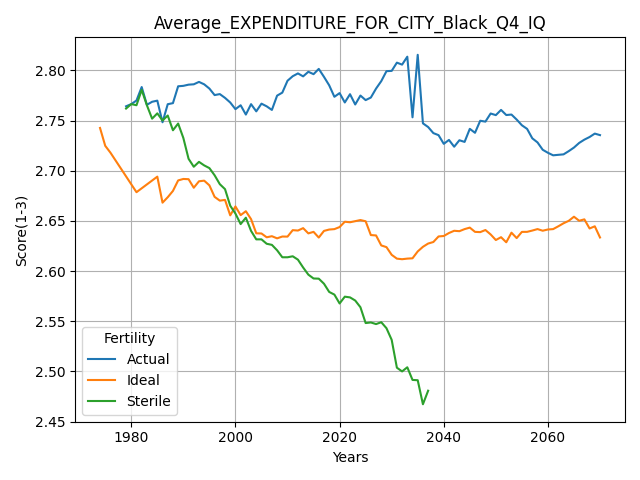 Average_EXPENDITURE_FOR_CITY_Black_Q4_IQ
Score(1-3)
2.80
2.75
2.70
2.65
2.60
2.55
2.50
2.45
Fertility
Actual
Ideal
Sterile
1980 2000 2020 2040 2060
Years